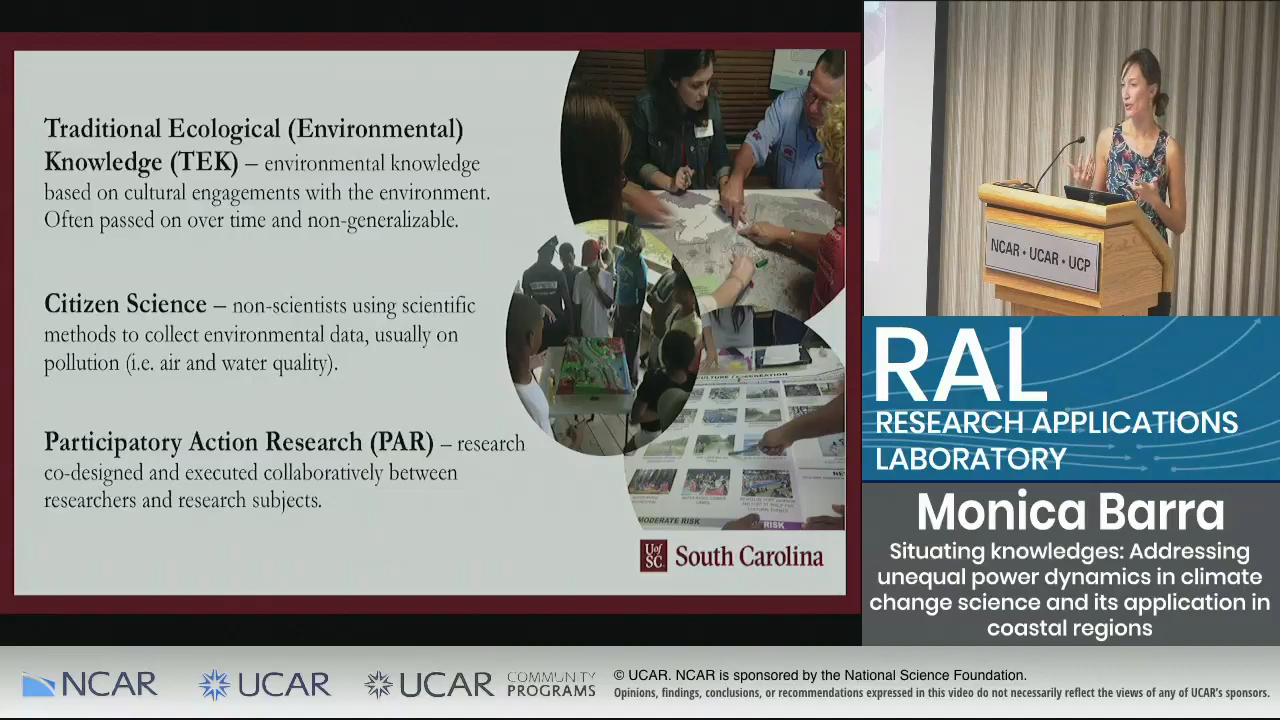 Traditional Ecological (Environmental)
Knowledge (TEK) – environmental knowledge
based on cultural engagements with the environment.
Often passed on over time and non-generalizable.
Citizen Science – non-scientists using scientific
methods to collect environmental data, usually on
pollution (i.e. air and water quality).
Participatory Action Research (PAR) – research
co-designed and executed collaboratively between
researchers and research subjects.
MODERATE RISK
RISK
UofSC
South Carolina
NCAR • UCAR • UCP
RAL
RESEARCH APPLICATIONS
LABORATORY
Monica Barra
Situating knowledges: Addressing
unequal power dynamics in climate
change science and its application in
coastal regions
NCAR
UCAR
UCAR
COMMUNITY
PROGRAMS
© UCAR. NCAR is sponsored by the National Science Foundation.
Opinions, findings, conclusions, or recommendations expressed in this video do not necessarily reflect the views of any of UCAR's sponsors.